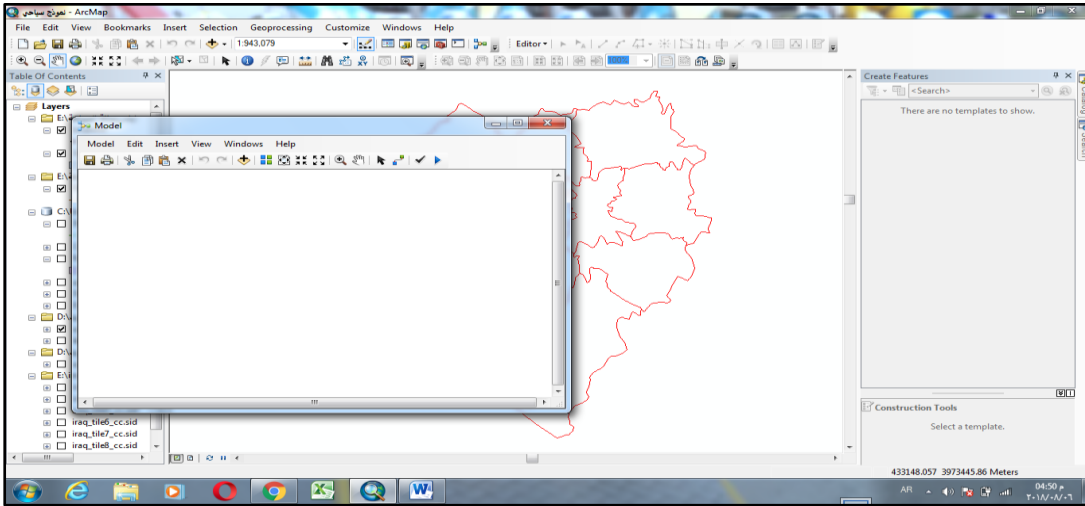 نموذج سياحي - ArcMap
File Edit View Bookmarks Insert Selection Geoprocessing Customize Windows Help
1:943,079 Editor
100%
Table Of Contents
Create Features
<Search>
There are no templates to show.
Layers
E:\
Model
Model Edit Insert View Windows Help
E:\
C:\
D:\
D:\
E:\
iraq_tile6_cc.sid
iraq_tile7_cc.sid
iraq_tile8_cc.sid
Construction Tools
Select a template.
433148.057 3973445.86 Meters
AR
04:50 م
٢٠١٨/٠٨/٠٦
Catalog
Search